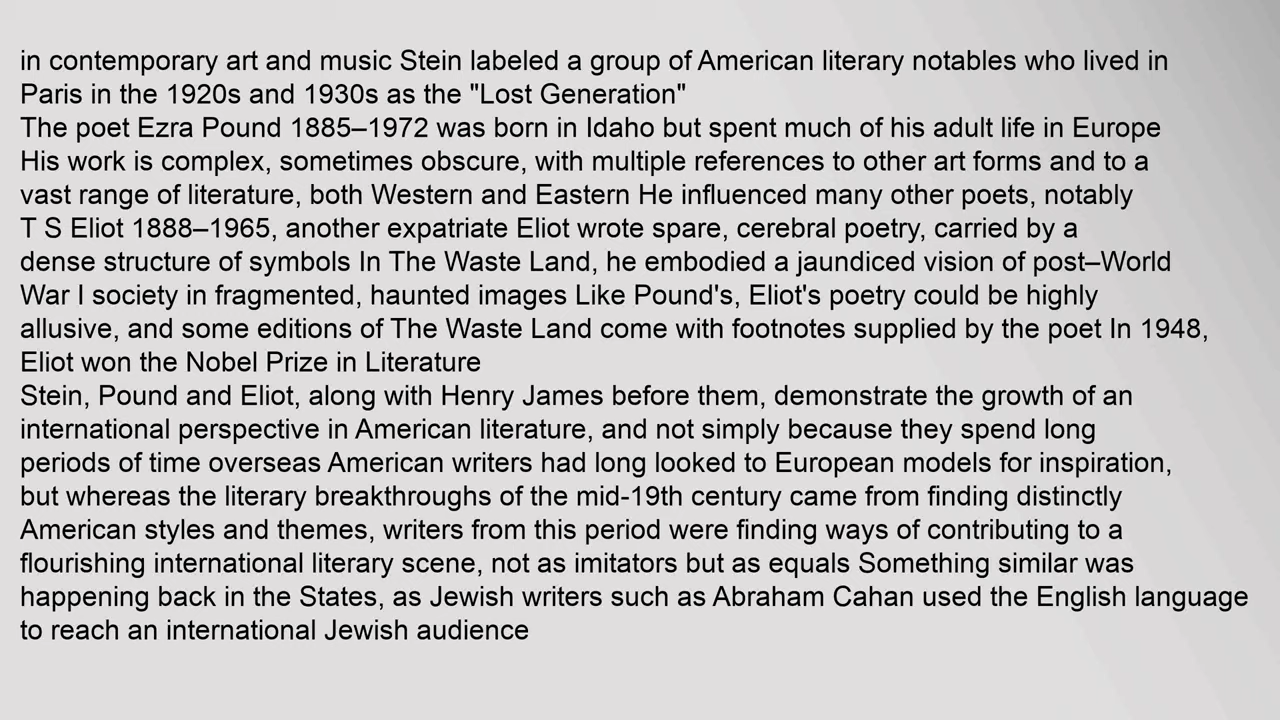 in contemporary art and music Stein labeled a group of American literary notables who lived in
Paris in the 1920s and 1930s as the "Lost Generation"
The poet Ezra Pound 1885–1972 was born in Idaho but spent much of his adult life in Europe
His work is complex, sometimes obscure, with multiple references to other art forms and to a
vast range of literature, both Western and Eastern He influenced many other poets, notably
T S Eliot 1888–1965, another expatriate Eliot wrote spare, cerebral poetry, carried by a
dense structure of symbols In The Waste Land, he embodied a jaundiced vision of post–World
War I society in fragmented, haunted images Like Pound's, Eliot's poetry could be highly
allusive, and some editions of The Waste Land come with footnotes supplied by the poet In 1948,
Eliot won the Nobel Prize in Literature
Stein, Pound and Eliot, along with Henry James before them, demonstrate the growth of an
international perspective in American literature, and not simply because they spend long
periods of time overseas American writers had long looked to European models for inspiration,
but whereas the literary breakthroughs of the mid-19th century came from finding distinctly
American styles and themes, writers from this period were finding ways of contributing to a
flourishing international literary scene, not as imitators but as equals Something similar was
happening back in the States, as Jewish writers such as Abraham Cahan used the English language
to reach an international Jewish audience